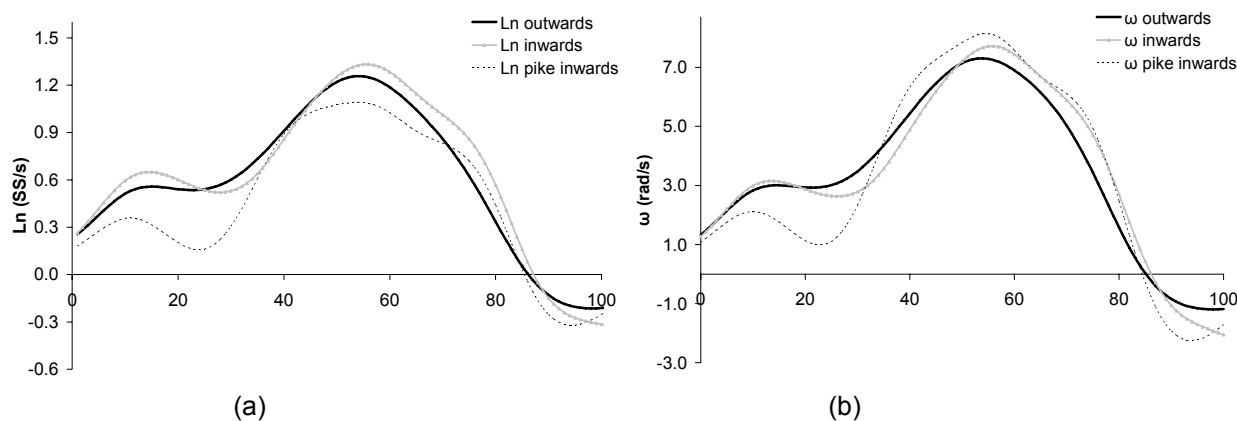 Ln outwards
Ln inwards
Ln pike inwards
Ln (SS/s)
1.5
1.2
0.9
0.6
0.3
0.0
-0.3
-0.6
0
20
40
60
80
100
(a)
ω outwards
ω inwards
ω pike inwards
ω (rad/s)
7.0
5.0
3.0
1.0
-1.0
-3.0
0
20
40
60
80
100
(b)